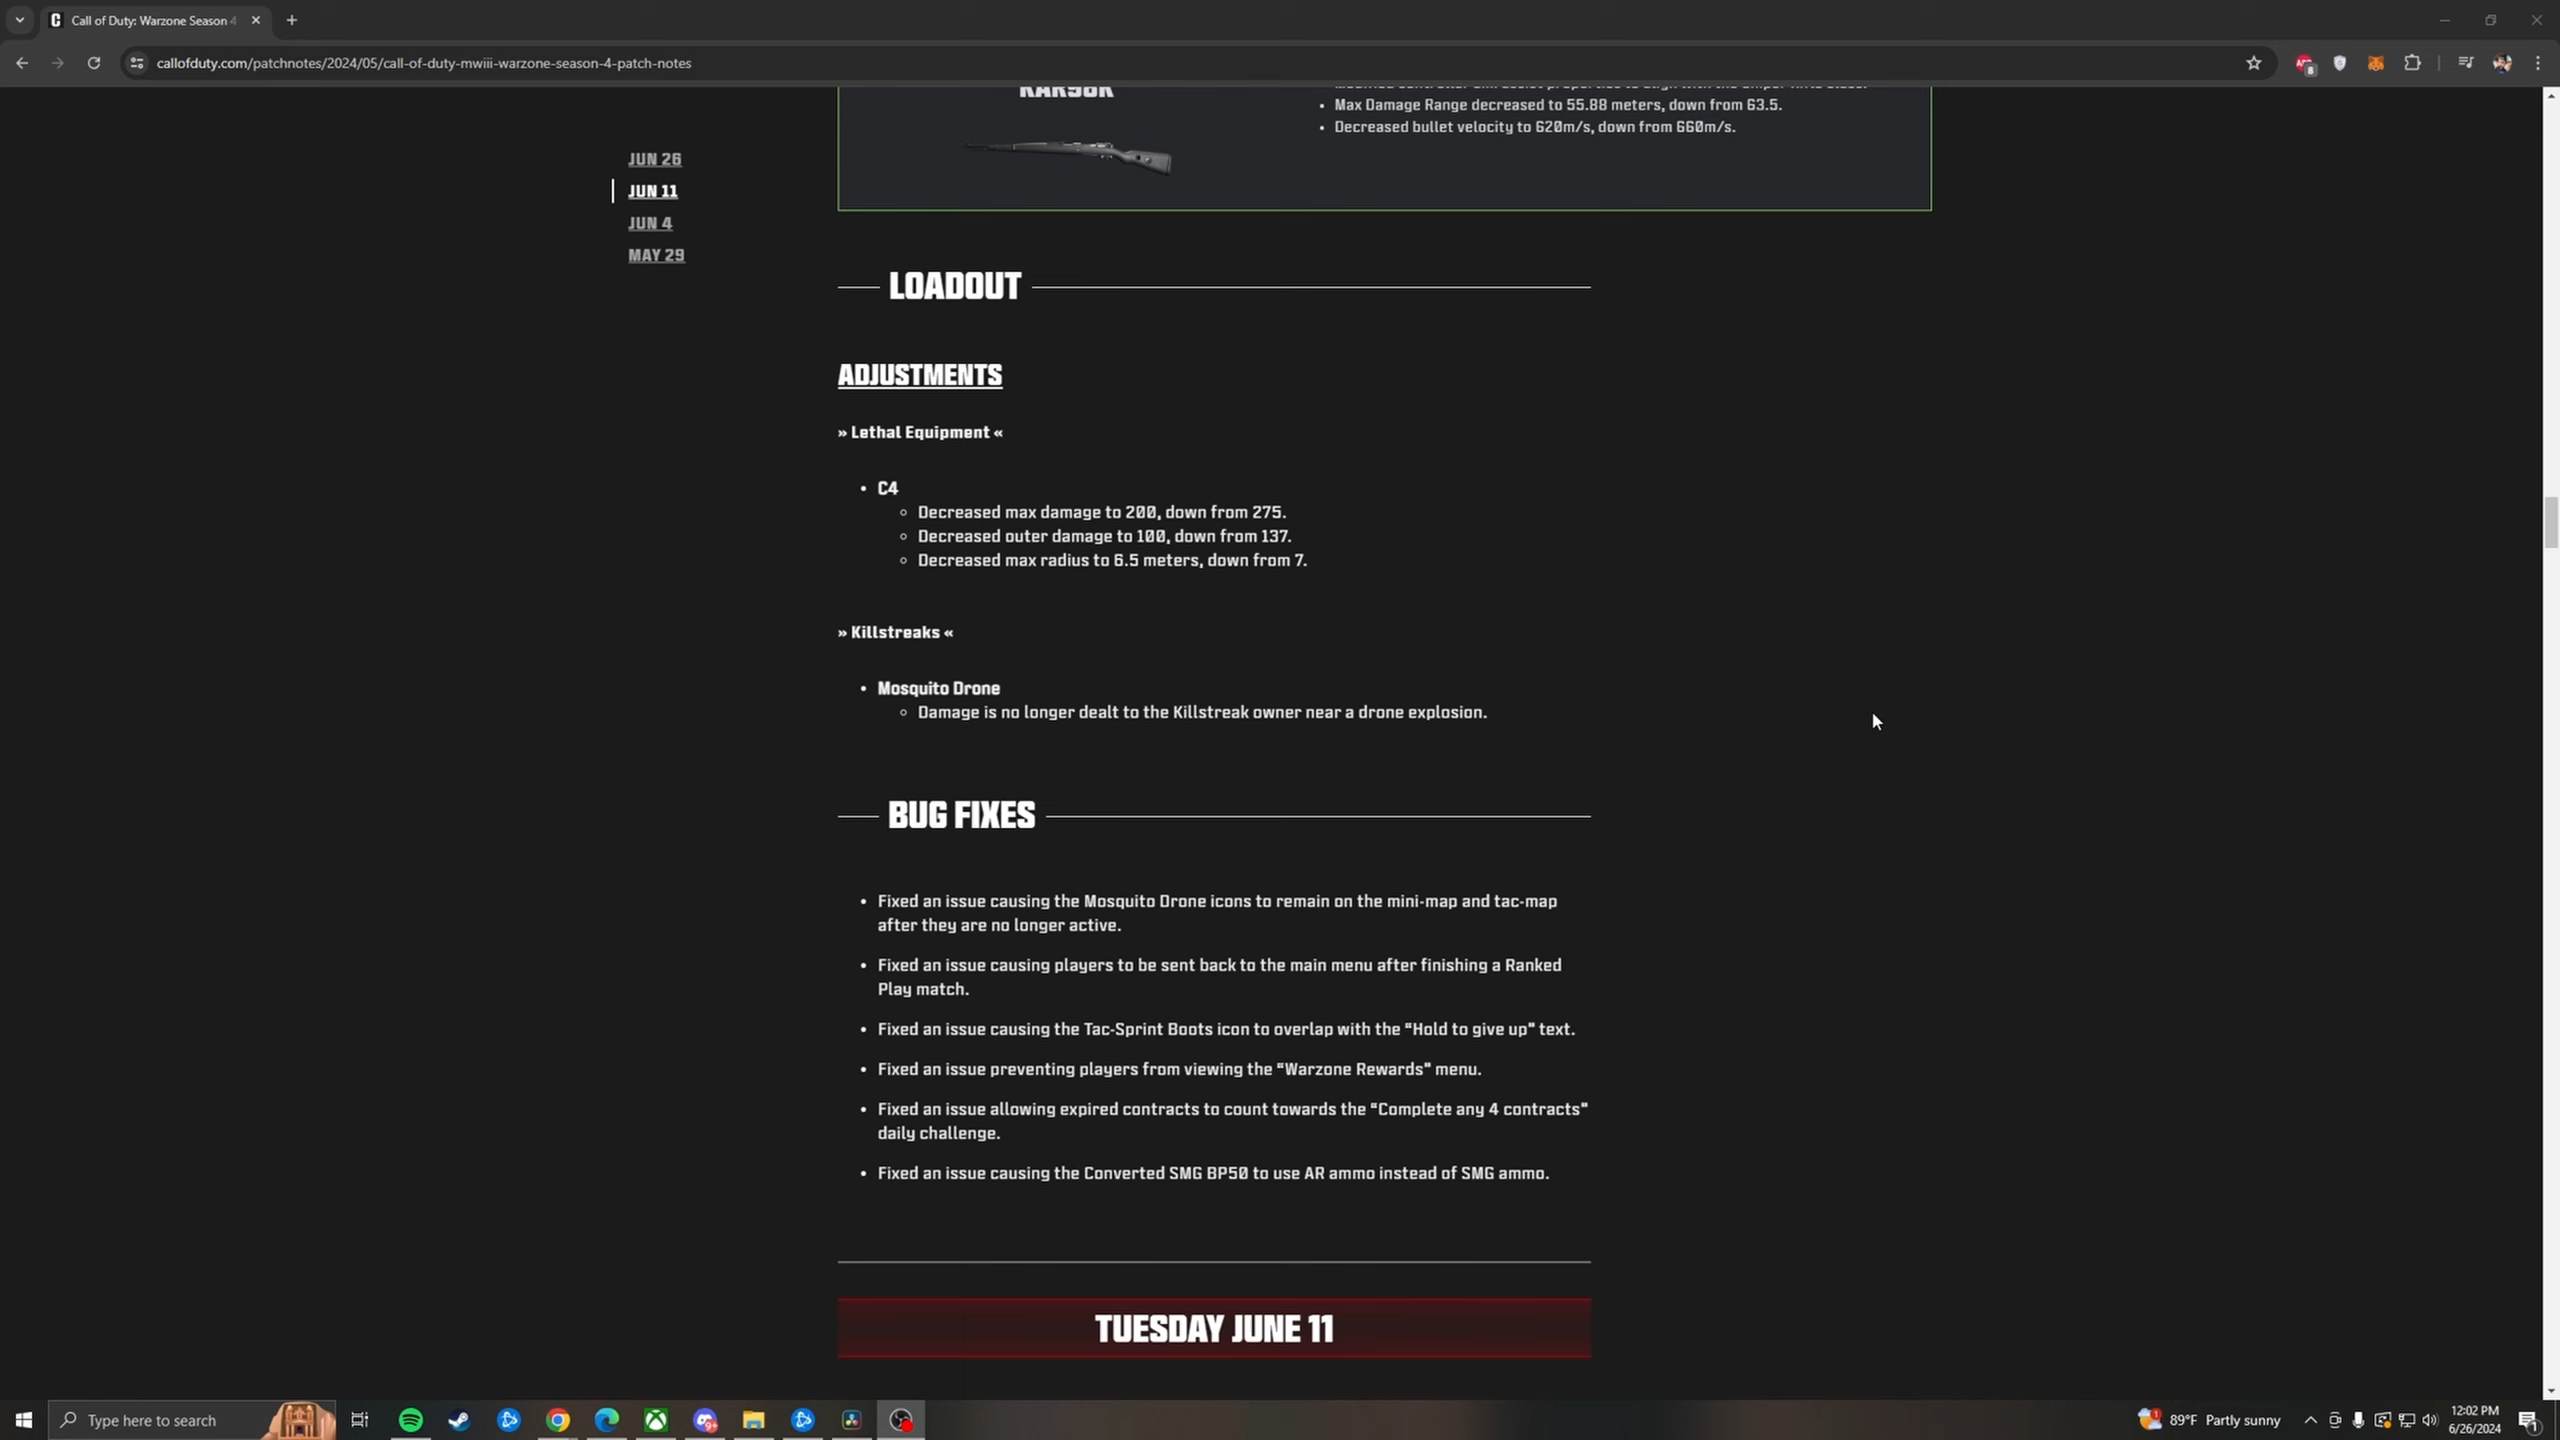 Call of Duty: Warzone Season 4
callofduty.com/patchnotes/2024/05/call-of-duty-mwiii-warzone-season-4-patch-notes
JUN 26
JUN 11
JUN 4
MAY 29
KAR98K
• Max Damage Range decreased to 55.88 meters, down from 63.5.
• Decreased bullet velocity to 620m/s, down from 660m/s.
LOADOUT
ADJUSTMENTS
» Lethal Equipment «
• C4
◦ Decreased max damage to 200, down from 275.
◦ Decreased outer damage to 100, down from 137.
◦ Decreased max radius to 6.5 meters, down from 7.
» Killstreaks «
• Mosquito Drone
◦ Damage is no longer dealt to the Killstreak owner near a drone explosion.
BUG FIXES
• Fixed an issue causing the Mosquito Drone icons to remain on the mini-map and tac-map
after they are no longer active.
• Fixed an issue causing players to be sent back to the main menu after finishing a Ranked
Play match.
• Fixed an issue causing the Tac-Sprint Boots icon to overlap with the "Hold to give up" text.
• Fixed an issue preventing players from viewing the "Warzone Rewards" menu.
• Fixed an issue allowing expired contracts to count towards the "Complete any 4 contracts"
daily challenge.
• Fixed an issue causing the Converted SMG BP50 to use AR ammo instead of SMG ammo.
TUESDAY JUNE 11
Type here to search
89°F Partly sunny
12:02 PM
6/26/2024